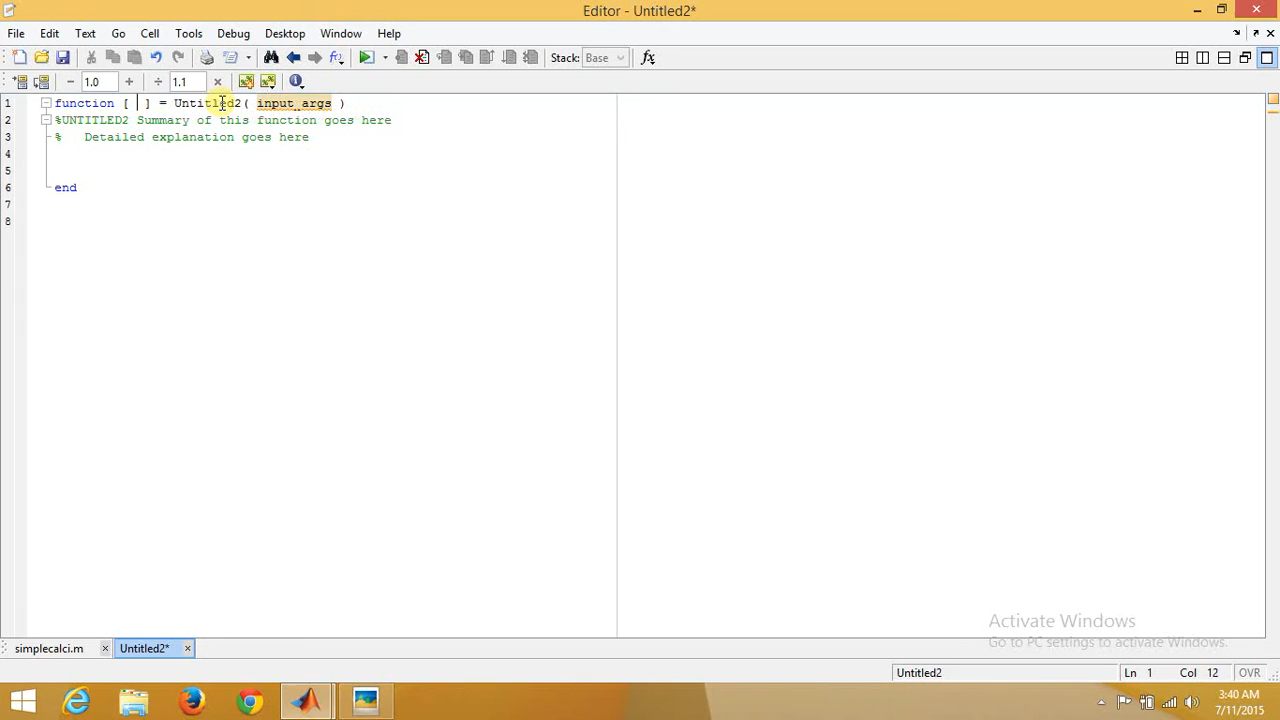 Editor - Untitled2*
File Edit Text Go Cell Tools Debug Desktop Window Help
Stack: Base fx
1.0 1.1
1 function [ ] = Untitled2( input_args )
2 %UNTITLED2 Summary of this function goes here
3 % Detailed explanation goes here
4
5
6 end
7
8
Activate Windows
Go to PC settings to activate Windows.
simplecalci.m Untitled2*
Untitled2 Ln 1 Col 12 OVR
3:40 AM
7/11/2015